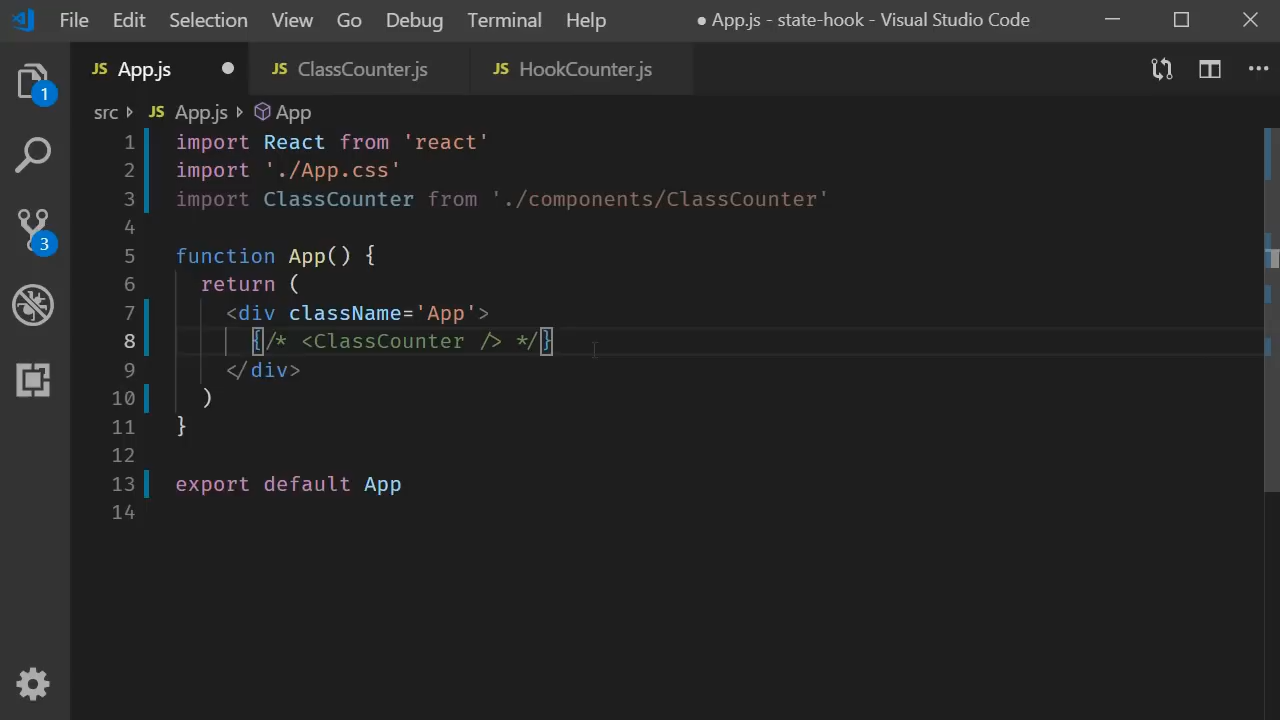 File Edit Selection View Go Debug Terminal Help ● App.js - state-hook - Visual Studio Code
JS App.js ● JS ClassCounter.js JS HookCounter.js
src JS App.js App
1 import React from 'react'
2 import './App.css'
3 import ClassCounter from './components/ClassCounter'
4
5 function App() {
6 return (
7 <div className='App'>
8 {/* <ClassCounter /> */}
9 </div>
10 )
11 }
12
13 export default App
14
1
3